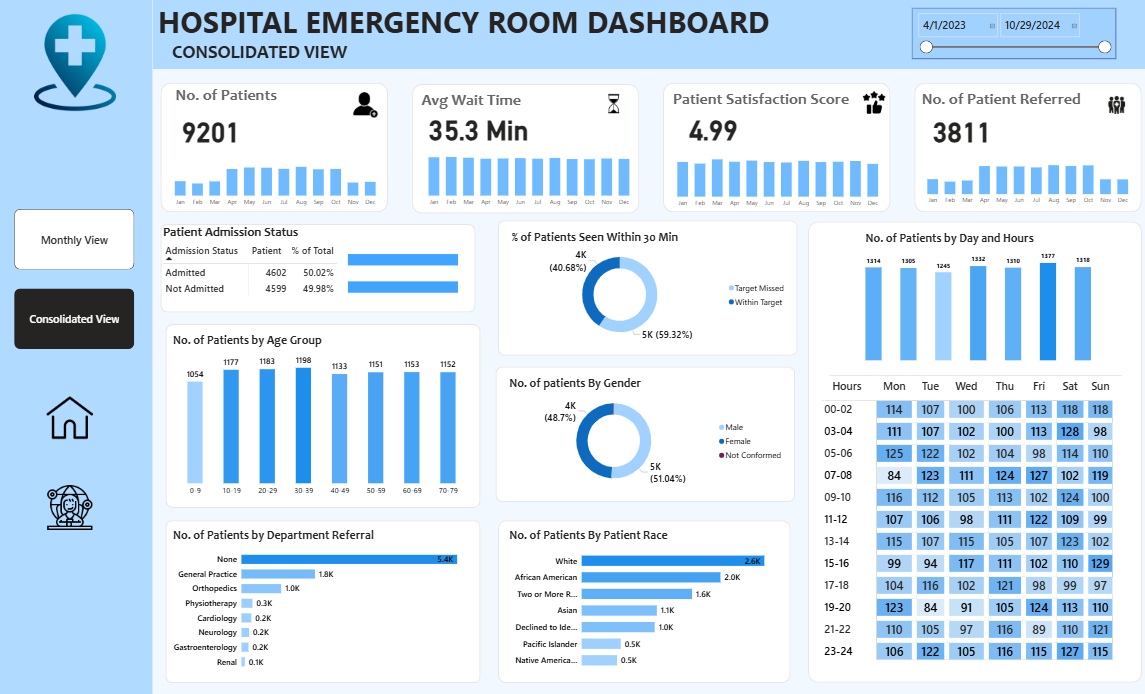 HOSPITAL EMERGENCY ROOM DASHBOARD
CONSOLIDATED VIEW
4/1/2023 10/29/2024
Monthly View
Consolidated View
No. of Patients
9201
Jan Feb Mar Apr May Jun Jul Aug Sep Oct Nov Dec
Avg Wait Time
35.3 Min
Jan Feb Mar Apr May Jun Jul Aug Sep Oct Nov Dec
Patient Satisfaction Score
4.99
Jan Feb Mar Apr May Jun Jul Aug Sep Oct Nov Dec
No. of Patient Referred
3811
Jan Feb Mar Apr May Jun Jul Aug Sep Oct Nov Dec
Patient Admission Status
Admission Status Patient % of Total
Admitted 4602 50.02%
Not Admitted 4599 49.98%
No. of Patients by Age Group
1054 1177 1183 1198 1133 1151 1153 1152
0-9 10-19 20-29 30-39 40-49 50-59 60-69 70-79
No. of Patients by Department Referral
None 5.4K
General Practice 1.8K
Orthopedics 1.0K
Physiotherapy 0.3K
Cardiology 0.2K
Neurology 0.2K
Gastroenterology 0.2K
Renal 0.1K
% of Patients Seen Within 30 Min
4K
(40.68%)
5K (59.32%)
Target Missed
Within Target
No. of patients By Gender
4K
(48.7%)
5K
(51.04%)
Male
Female
Not Conformed
No. of Patients By Patient Race
White 2.6K
African American 2.0K
Two or More R... 1.6K
Asian 1.1K
Declined to Ide... 1.0K
Pacific Islander 0.5K
Native America... 0.5K
No. of Patients by Day and Hours
1314 1305 1245 1332 1310 1377 1318
Hours Mon Tue Wed Thu Fri Sat Sun
00-02 114 107 100 106 113 118 118
03-04 111 107 102 100 113 128 98
05-06 125 122 102 104 98 114 110
07-08 84 123 111 124 127 102 119
09-10 116 112 105 113 102 124 100
11-12 107 106 98 111 122 109 99
13-14 115 107 115 105 107 123 102
15-16 99 94 117 111 102 110 129
17-18 104 116 102 121 98 99 97
19-20 123 84 91 105 124 113 110
21-22 110 105 97 116 89 110 121
23-24 106 122 105 116 115 127 115